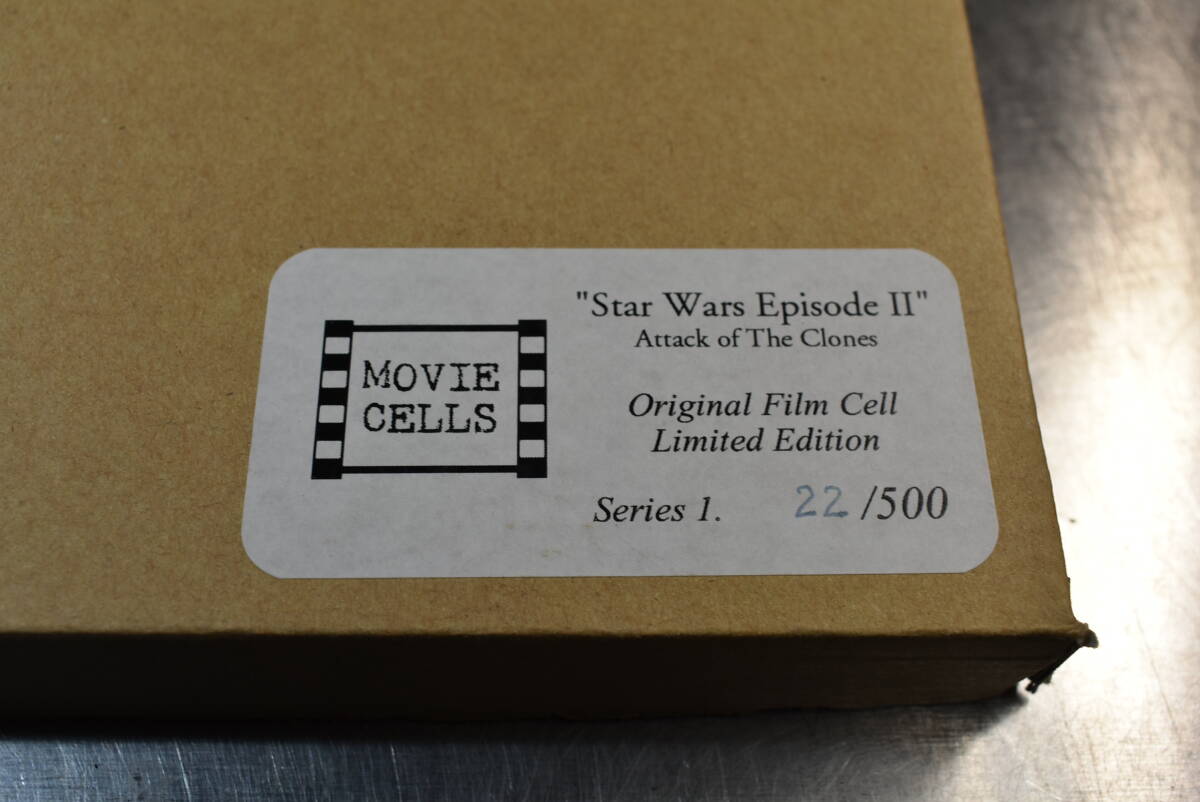 MOVIE
CELLS
"Star Wars Episode II"
Attack of The Clones
Original Film Cell
Limited Edition
Series 1. 22 /500